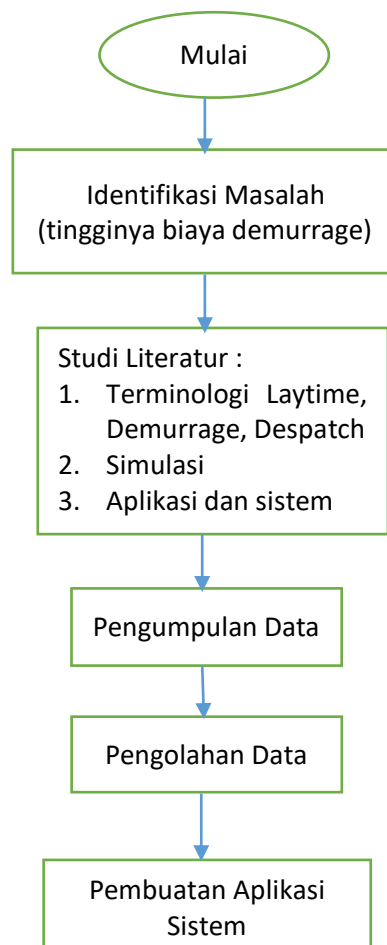 Mulai
Identifikasi Masalah
(tingginya biaya demurrage)
Studi Literatur :
1. Terminologi Laytime,
Demurrage, Despatch
2. Simulasi
3. Aplikasi dan sistem
Pengumpulan Data
Pengolahan Data
Pembuatan Aplikasi
Sistem